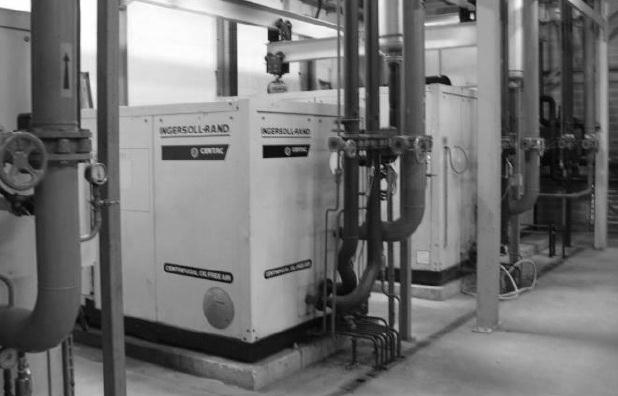 INGERSOLL-RAND
CENTAC
CENTRIFUGAL OIL FREE AIR
INGERSOLL-RAND
CENTAC
CENTRIFUGAL OIL FREE AIR